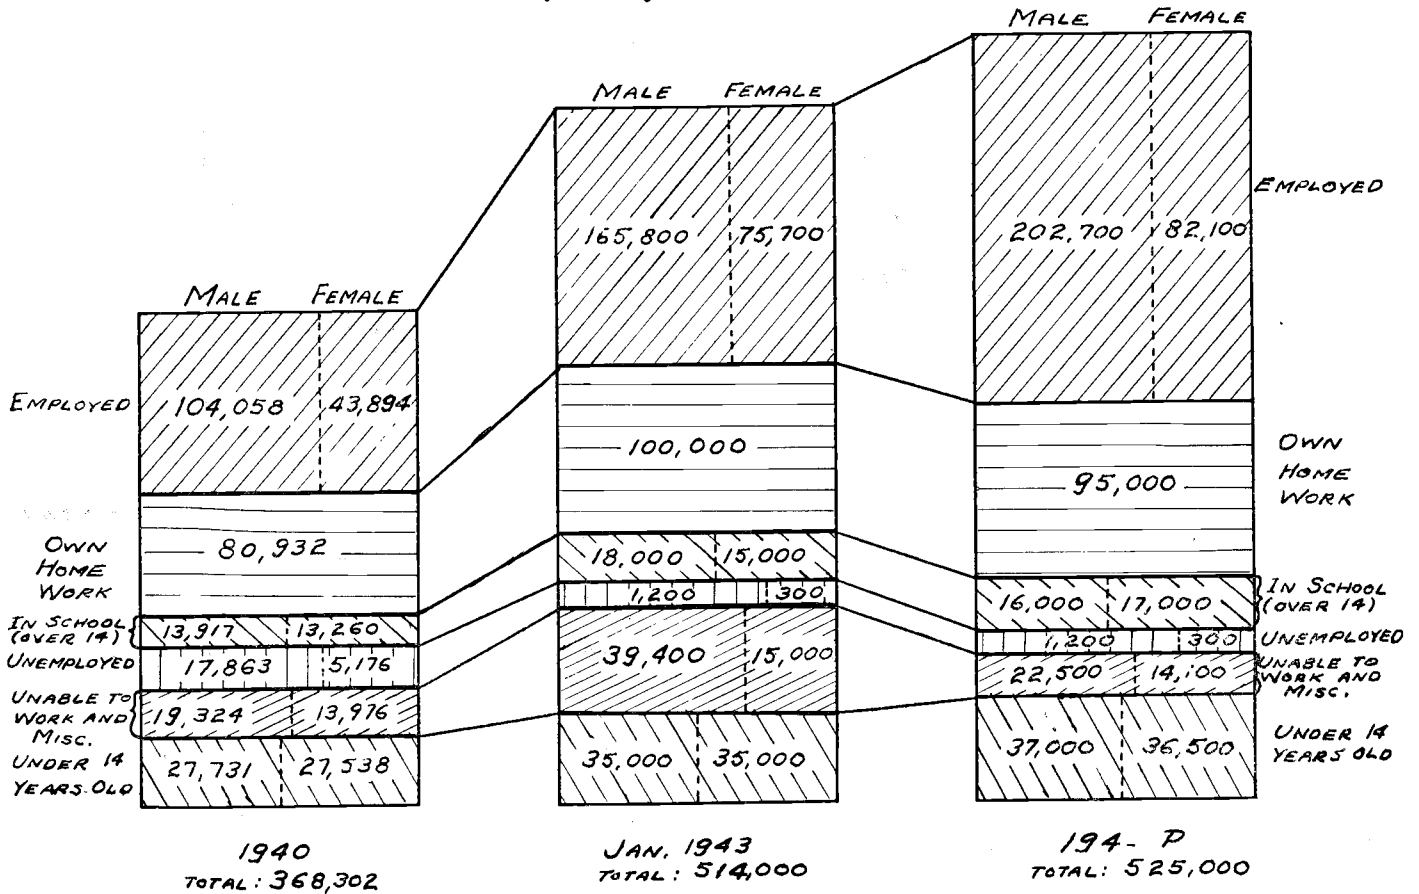 MALE FEMALE
EMPLOYED
104,058 43,894
80,932
OWN
HOME
WORK
IN SCHOOL
(OVER 14)
13,917 13,260
UNEMPLOYED
17,863 5,176
UNABLE TO
WORK AND
MISC.
19,324 13,976
UNDER 14
YEARS OLD
27,731 27,538
1940
TOTAL: 368,302
MALE FEMALE
165,800 75,700
100,000
18,000 15,000
1,200 300
39,400 15,000
35,000 35,000
JAN. 1943
TOTAL: 514,000
MALE FEMALE
EMPLOYED
202,700 82,100
95,000
OWN
HOME
WORK
16,000 17,000
IN SCHOOL
(OVER 14)
1,200 300
UNEMPLOYED
22,500 14,100
UNABLE TO
WORK AND
MISC.
37,000 36,500
UNDER 14
YEARS OLD
194- P
TOTAL: 525,000